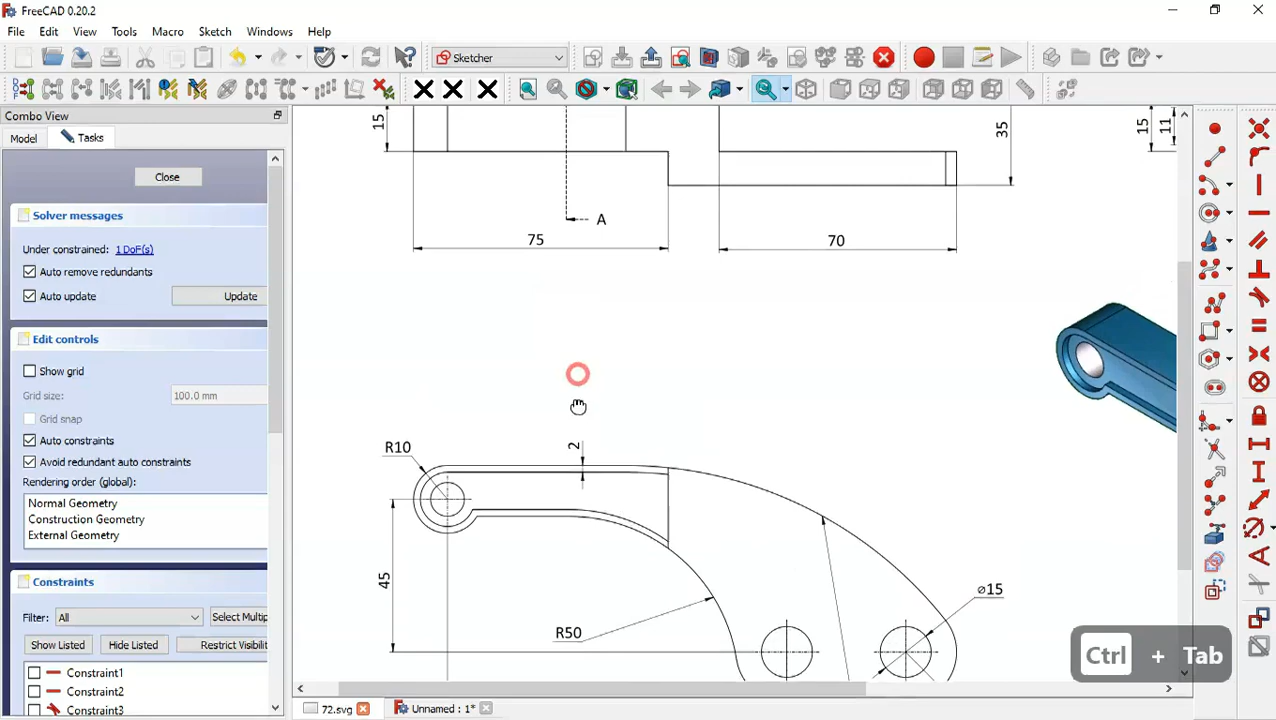 FreeCAD 0.20.2
File Edit View Tools Macro Sketch Windows Help
Sketcher
Combo View
Model Tasks
Close
Solver messages
Under constrained: 1 DoF(s)
Auto remove redundants
Auto update Update
Edit controls
Show grid
Grid size: 100.0 mm
Grid snap
Auto constraints
Avoid redundant auto constraints
Rendering order (global):
Normal Geometry
Construction Geometry
External Geometry
Constraints
Filter: All Select Multip
Show Listed Hide Listed Restrict Visibili
Constraint1
Constraint2
Constraint3
15
35
15
11
A
75
70
R10
2
45
R50
⌀15
Ctrl + Tab
72.svg Unnamed : 1*